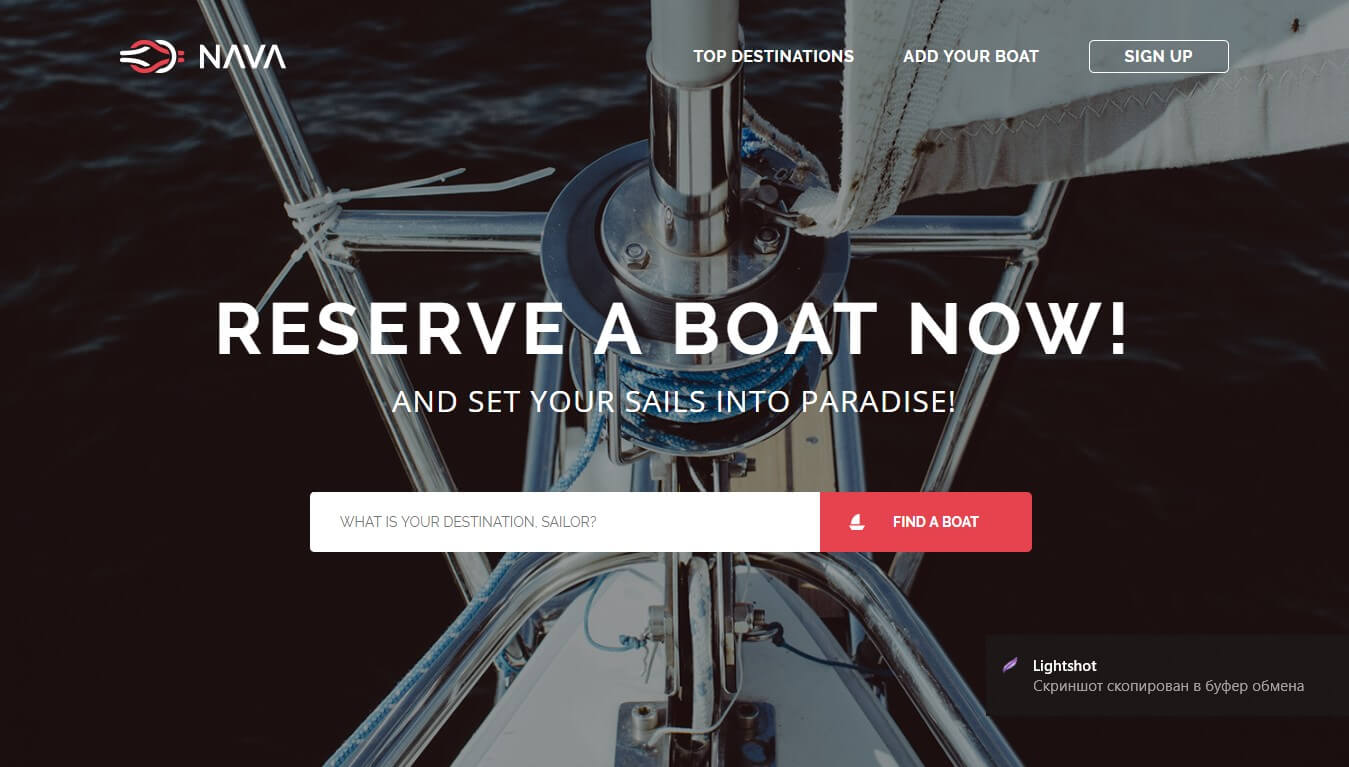 NAVA
TOP DESTINATIONS
ADD YOUR BOAT
SIGN UP
RESERVE A BOAT NOW!
AND SET YOUR SAILS INTO PARADISE!
WHAT IS YOUR DESTINATION, SAILOR?
FIND A BOAT
Lightshot
Скриншот скопирован в буфер обмена